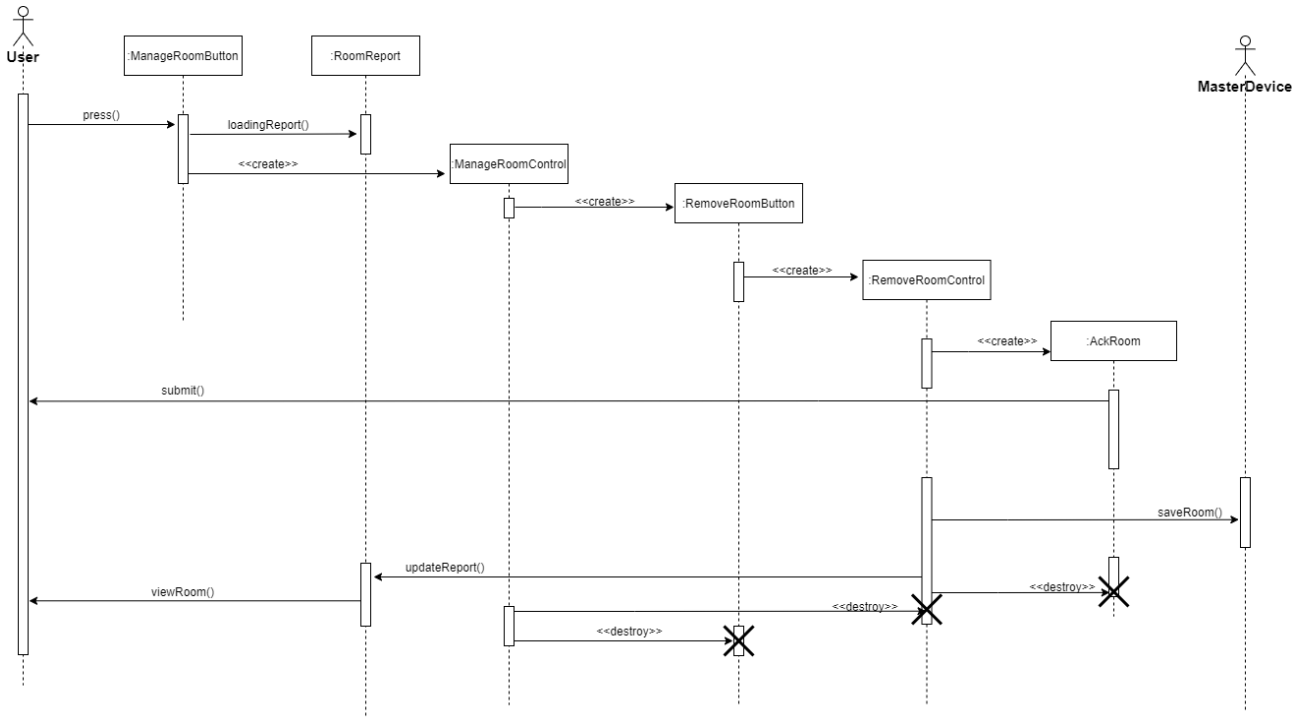 User
:ManageRoomButton
:RoomReport
MasterDevice
press()
loadingReport()
<<create>>
:ManageRoomControl
<<create>>
:RemoveRoomButton
<<create>>
:RemoveRoomControl
<<create>>
:AckRoom
submit()
saveRoom()
updateReport()
viewRoom()
<<destroy>>
<<destroy>>
<<destroy>>